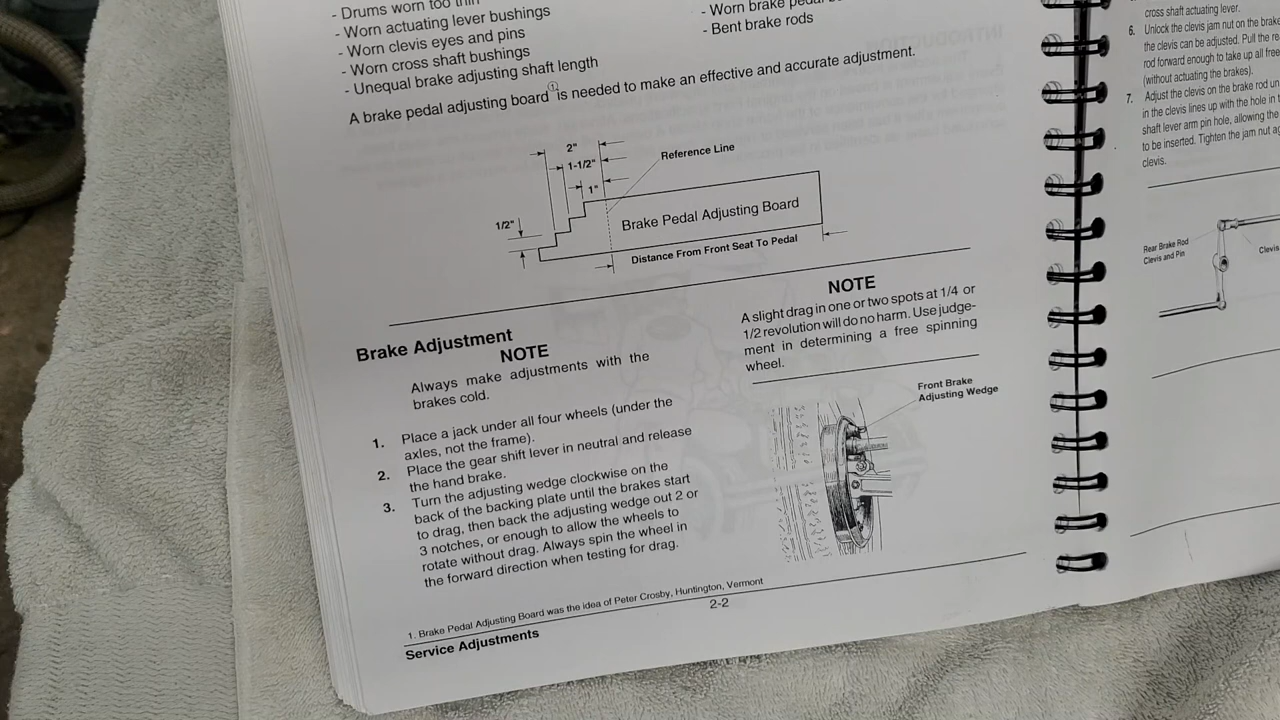 - Drums worn too thin
- Worn actuating lever bushings
- Worn clevis eyes and pins
- Worn cross shaft bushings
- Unequal brake adjusting shaft length
- Worn brake pedal
- Bent brake rods
A brake pedal adjusting board① is needed to make an effective and accurate adjustment.
2"
1-1/2"
1"
1/2"
Reference Line
Brake Pedal Adjusting Board
Distance From Front Seat To Pedal
Brake Adjustment
NOTE
Always make adjustments with the
brakes cold.
1. Place a jack under all four wheels (under the
axles, not the frame).
2. Place the gear shift lever in neutral and release
the hand brake.
3. Turn the adjusting wedge clockwise on the
back of the backing plate until the brakes start
to drag, then back the adjusting wedge out 2 or
3 notches, or enough to allow the wheels to
rotate without drag. Always spin the wheel in
the forward direction when testing for drag.
NOTE
A slight drag in one or two spots at 1/4 or
1/2 revolution will do no harm. Use judge-
ment in determining a free spinning
wheel.
Front Brake
Adjusting Wedge
1. Brake Pedal Adjusting Board was the idea of Peter Crosby, Huntington, Vermont
2-2
Service Adjustments
cross shaft actuating lever.
6. Unlock the clevis jam nut on the brake
the clevis can be adjusted. Pull the
rod forward enough to take up all
(without actuating the brakes).
7. Adjust the clevis on the brake rod
in the clevis lines up with the hole in
shaft lever arm pin hole, allowing the
to be inserted. Tighten the jam nut
clevis.
Rear Brake Rod
Clevis and Pin
Clevis